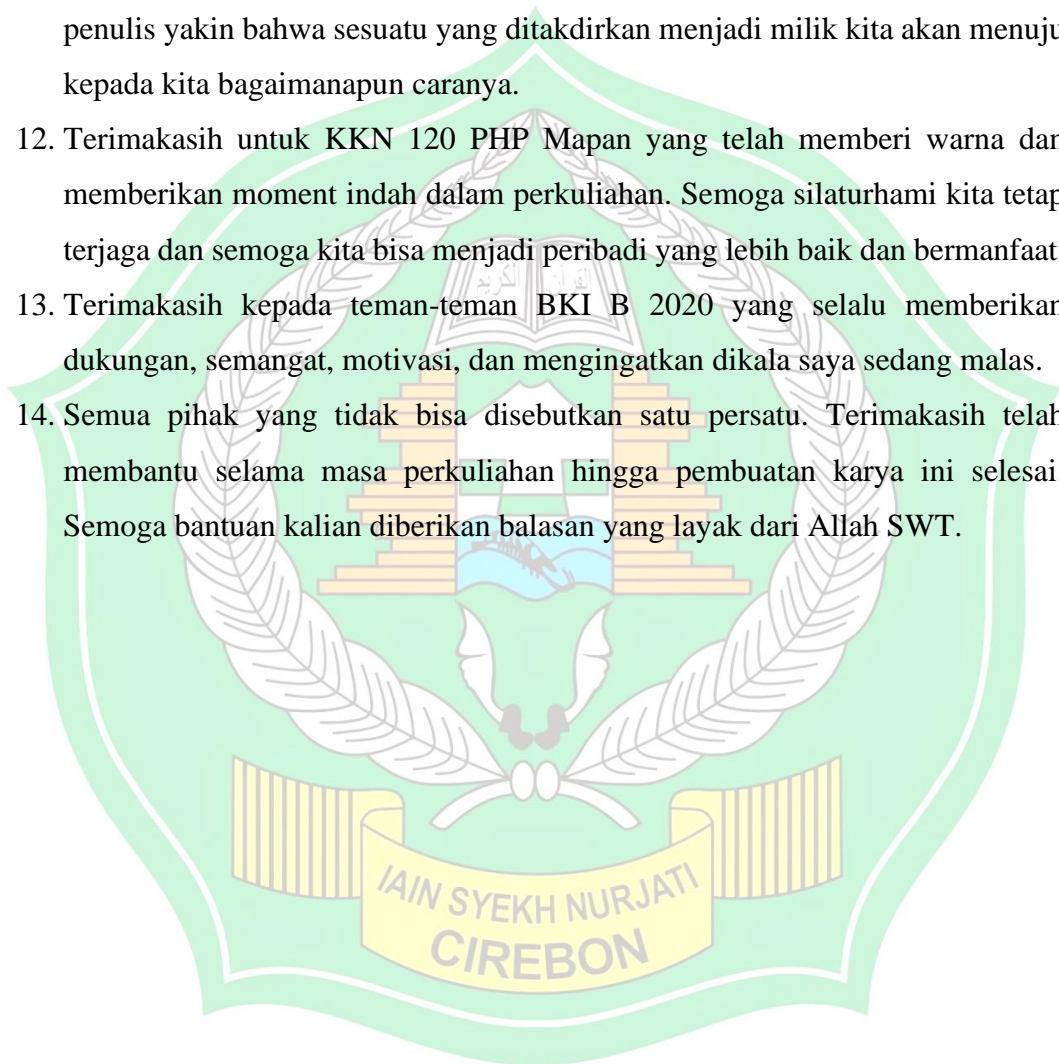 penulis yakin bahwa sesuatu yang ditakdirkan menjadi milik kita akan menuju
kepada kita bagaimanapun caranya.
12. Terimakasih untuk KKN 120 PHP Mapan yang telah memberi warna dan
memberikan moment indah dalam perkuliahan. Semoga silaturhami kita tetap
terjaga dan semoga kita bisa menjadi peribadi yang lebih baik dan bermanfaat
13. Terimakasih kepada teman-teman BKI B 2020 yang selalu memberikan
dukungan, semangat, motivasi, dan mengingatkan dikala saya sedang malas.
14. Semua pihak yang tidak bisa disebutkan satu persatu. Terimakasih telah
membantu selama masa perkuliahan hingga pembuatan karya ini selesai.
Semoga bantuan kalian diberikan balasan yang layak dari Allah SWT.
القرآن الكريم
IAIN SYEKH NURJATI
CIREBON